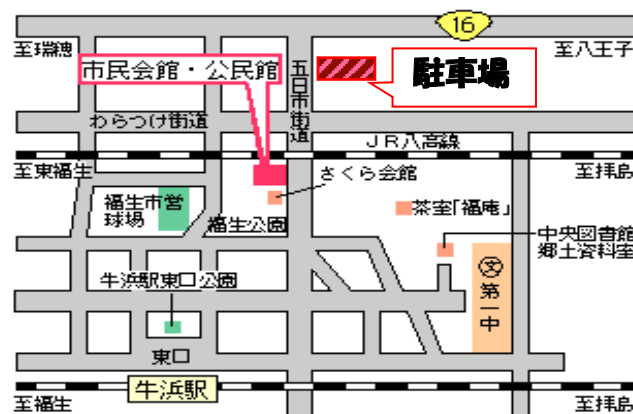 16
至瑞穂
至八王子
市民会館・公民館
五日市街道
駐車場
わらつけ街道
JR八高線
至東福生
至拝島
さくら会館
福生市営
球場
福生公園
茶室「福庵」
中央図書館
郷土資料室
牛浜駅東口公園
文
第一中
東口
牛浜駅
至福生
至拝島